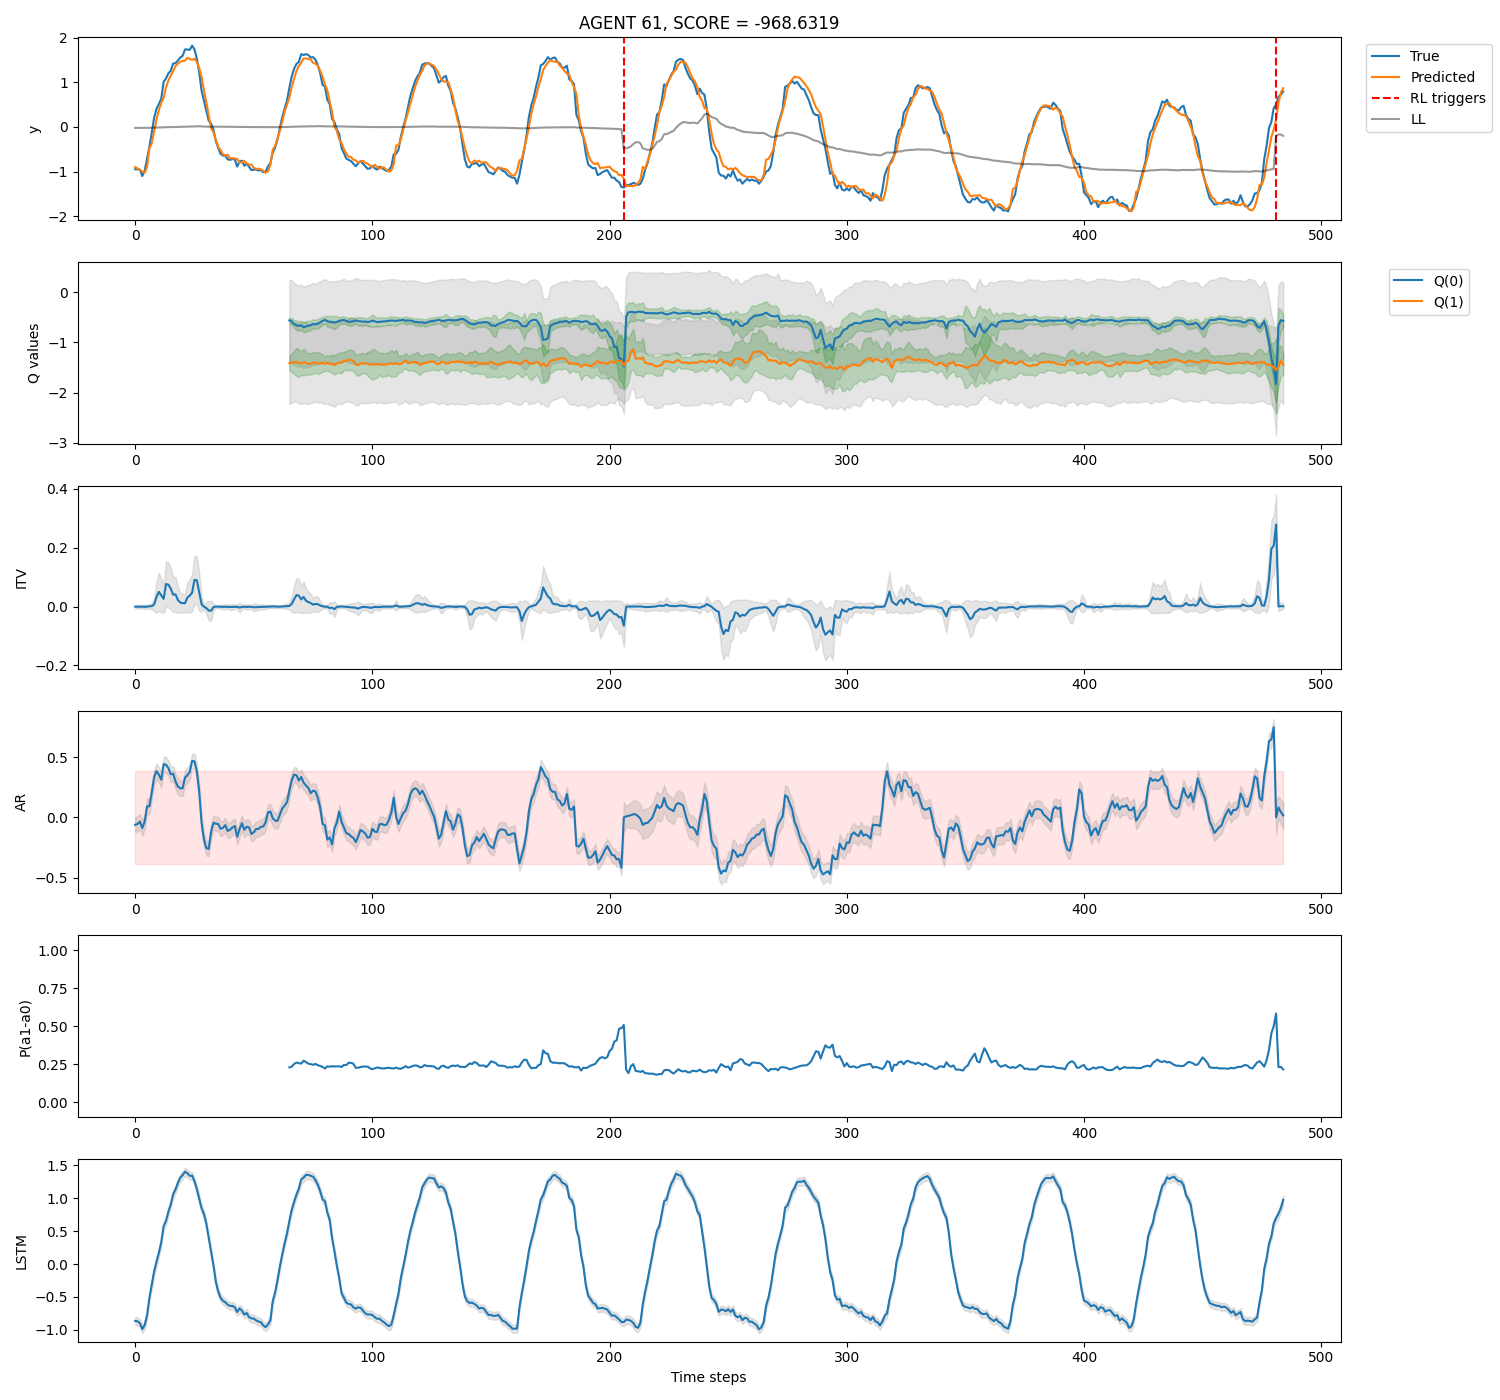 AGENT 61, SCORE = -968.6319
2
1
0
−1
−2
y
0 100 200 300 400 500
True
Predicted
RL triggers
LL
0
−1
−2
−3
Q values
0 100 200 300 400 500
Q(0)
Q(1)
0.4
0.2
0.0
−0.2
ITV
0 100 200 300 400 500
0.5
0.0
−0.5
AR
0 100 200 300 400 500
1.00
0.75
0.50
0.25
0.00
P(a1-a0)
0 100 200 300 400 500
1.5
1.0
0.5
0.0
−0.5
−1.0
LSTM
0 100 200 300 400 500
Time steps